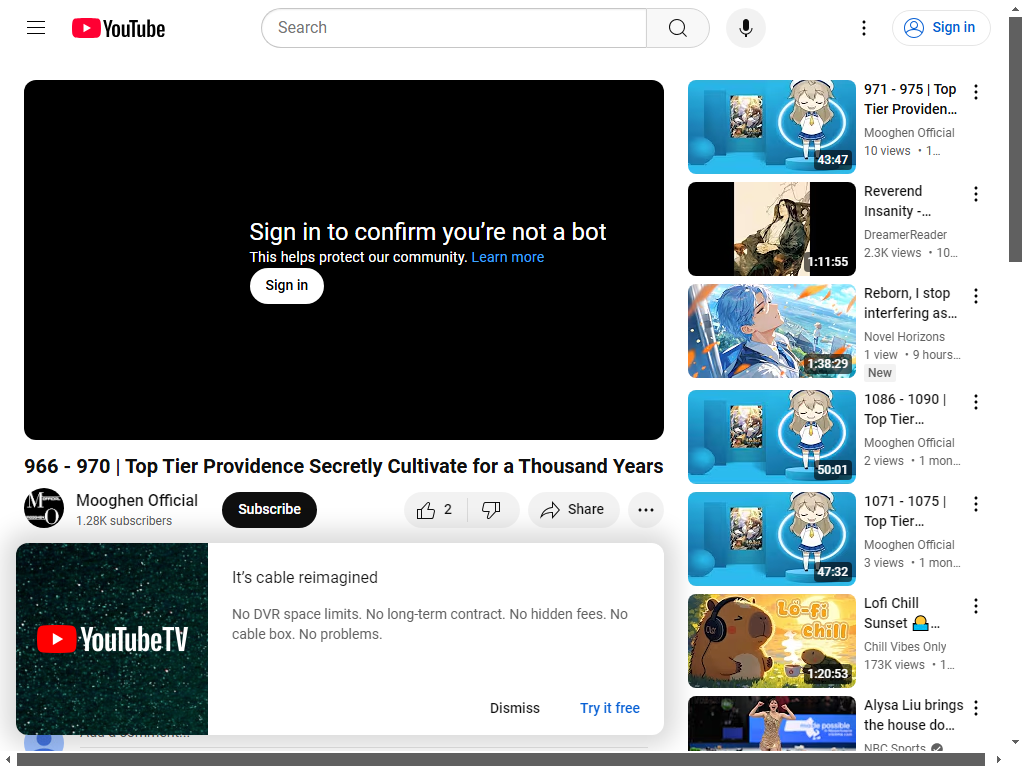 YouTube
Search
Sign in
Sign in to confirm you’re not a bot
This helps protect our community. Learn more
Sign in
966 - 970 | Top Tier Providence Secretly Cultivate for a Thousand Years
Mooghen Official
1.28K subscribers
Subscribe
2
Share
YouTubeTV
It’s cable reimagined
No DVR space limits. No long-term contract. No hidden fees. No
cable box. No problems.
Dismiss
Try it free
Add a comment...
43:47
971 - 975 | Top
Tier Providen...
Mooghen Official
10 views • 1...
1:11:55
Reverend
Insanity -...
DreamerReader
2.3K views • 10...
1:38:29
Reborn, I stop
interfering as...
Novel Horizons
1 view • 9 hours...
New
50:01
1086 - 1090 |
Top Tier...
Mooghen Official
2 views • 1 mon...
47:32
1071 - 1075 |
Top Tier...
Mooghen Official
3 views • 1 mon...
Lo-fi
chill
1:20:53
Lofi Chill
Sunset 🤷...
Chill Vibes Only
173K views • 1...
made possible
Alysa Liu brings
the house do...
NBC Sports